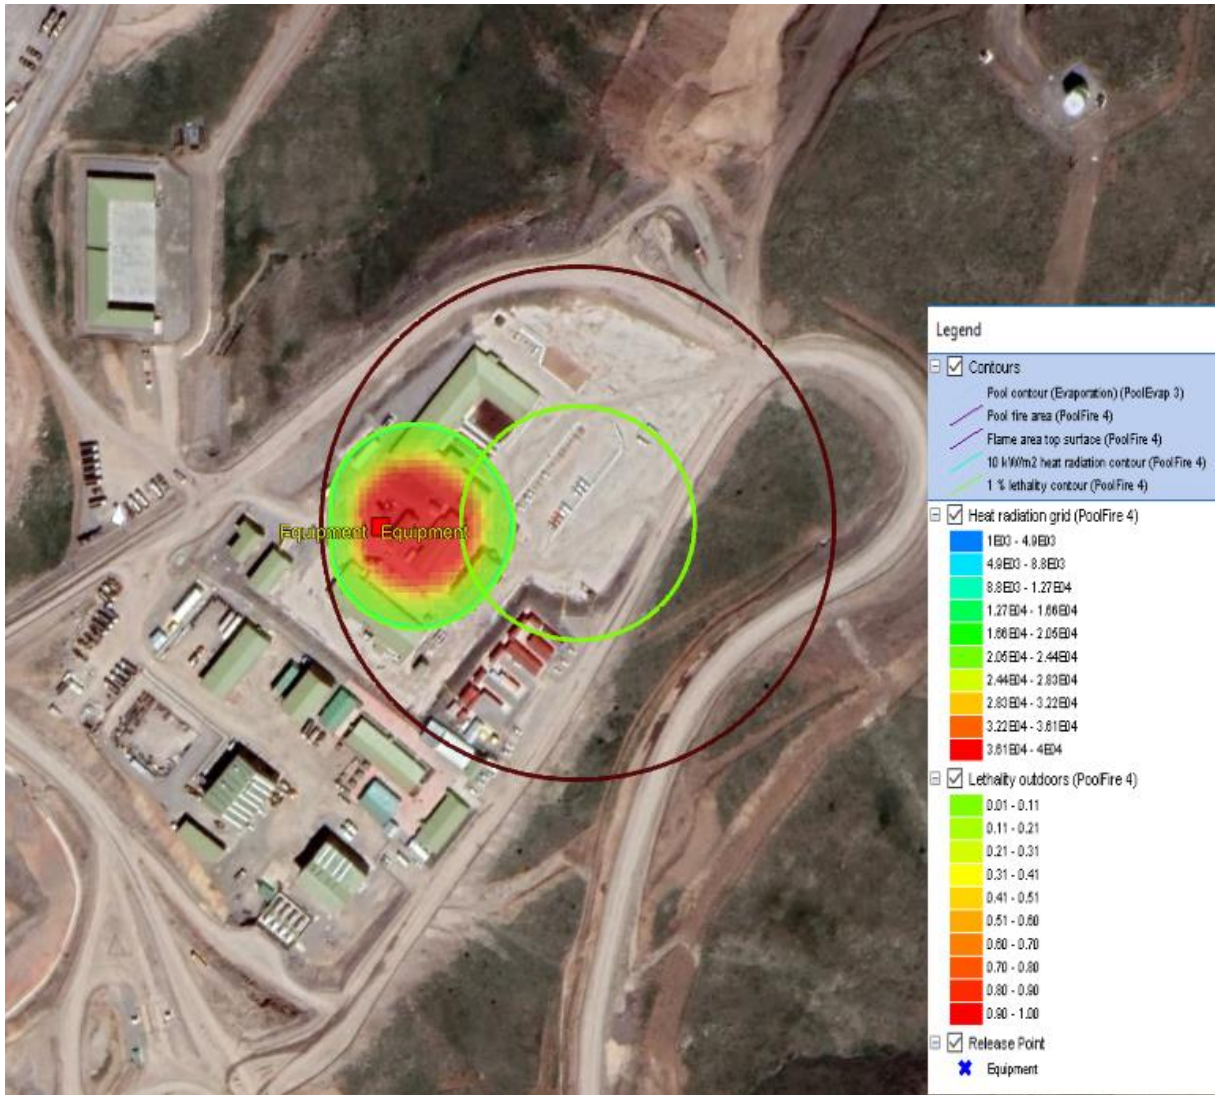 Equipment Equipment
Legend
Contours
Pool contour (Evaporation) (PoolEvap 3)
Pool fire area (PoolFire 4)
Flame area top surface (PoolFire 4)
10 kW/m2 heat radiation contour (PoolFire 4)
1 % lethality contour (PoolFire 4)
Heat radiation grid (PoolFire 4)
1E03 - 4.9E03
4.9E03 - 8.8E03
8.8E03 - 1.27E04
1.27E04 - 1.66E04
1.66E04 - 2.05E04
2.05E04 - 2.44E04
2.44E04 - 2.83E04
2.83E04 - 3.22E04
3.22E04 - 3.61E04
3.61E04 - 4E04
Lethality outdoors (PoolFire 4)
0.01 - 0.11
0.11 - 0.21
0.21 - 0.31
0.31 - 0.41
0.41 - 0.51
0.51 - 0.60
0.60 - 0.70
0.70 - 0.80
0.80 - 0.90
0.90 - 1.00
Release Point
Equipment